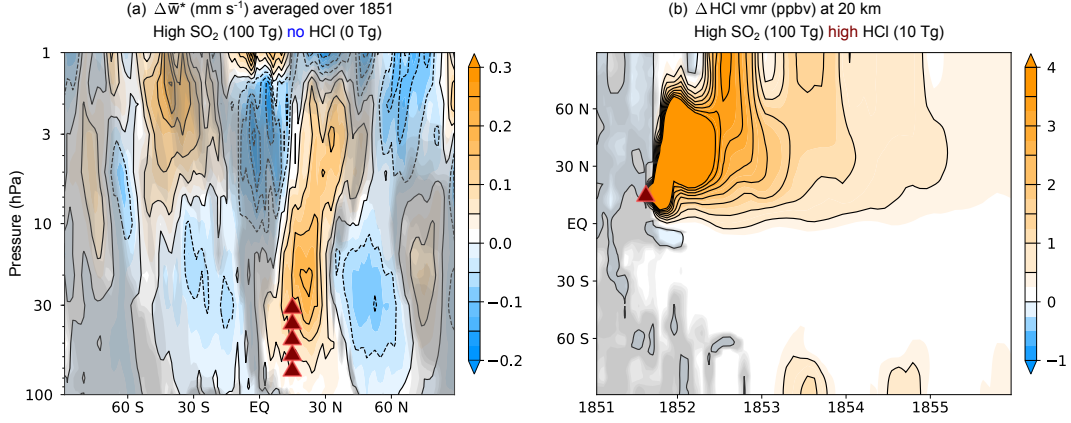 (a) Δw̅* (mm s⁻¹) averaged over 1851
High SO₂ (100 Tg) no HCl (0 Tg)
(b) ΔHCl vmr (ppbv) at 20 km
High SO₂ (100 Tg) high HCl (10 Tg)
Pressure (hPa)
1
3
10
30
100
60 S
30 S
EQ
30 N
60 N
0.3
0.2
0.1
0.0
−0.1
−0.2
60 N
30 N
EQ
30 S
60 S
1851
1852
1853
1854
1855
4
3
2
1
0
−1